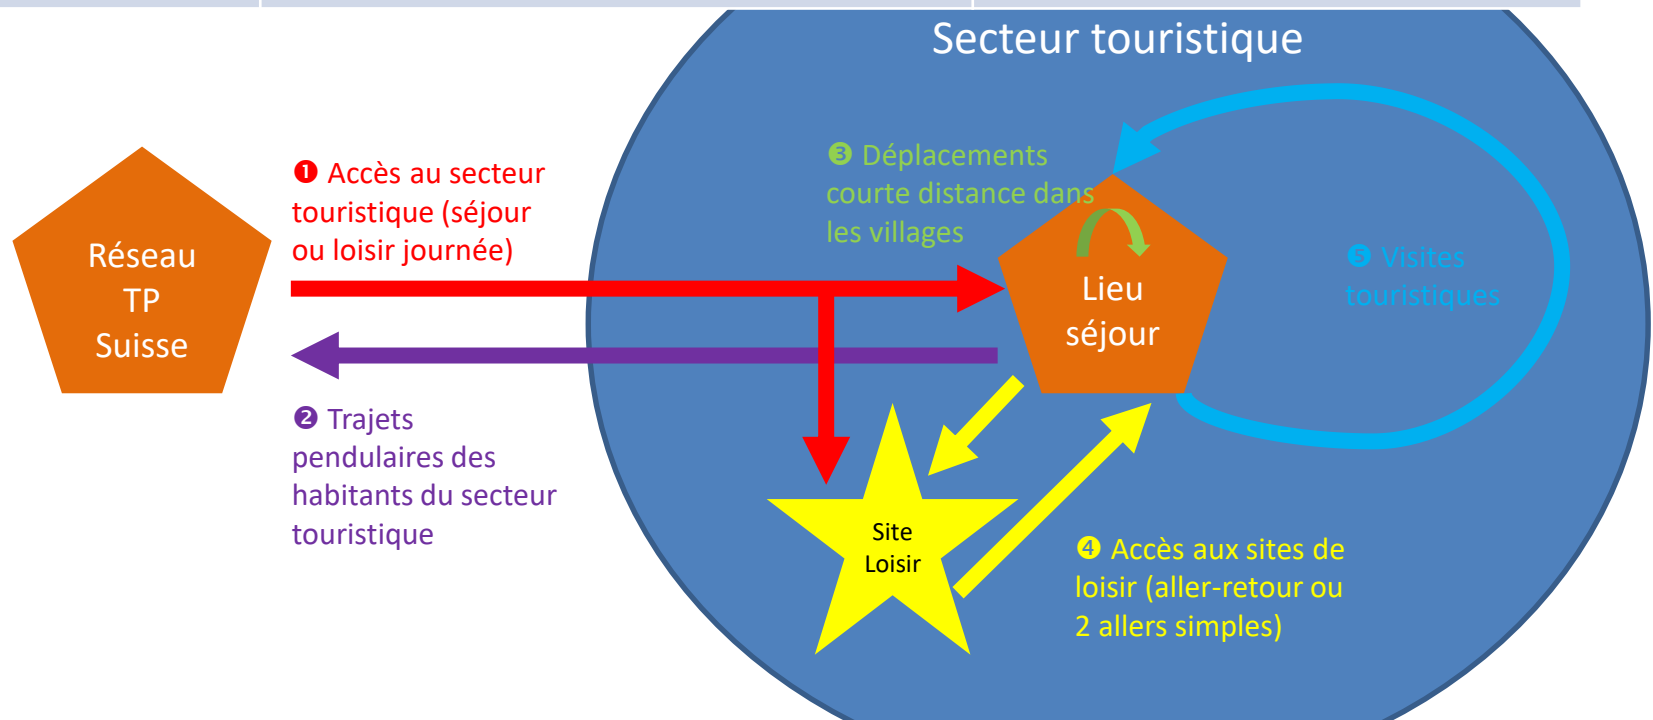 Secteur touristique
Réseau
TP
Suisse
❶ Accès au secteur
touristique (séjour
ou loisir journée)
❷ Trajets
pendulaires des
habitants du secteur
touristique
❸ Déplacements
courte distance dans
les villages
Lieu
séjour
❺ Visites
touristiques
Site
Loisir
❹ Accès aux sites de
loisir (aller-retour ou
2 allers simples)